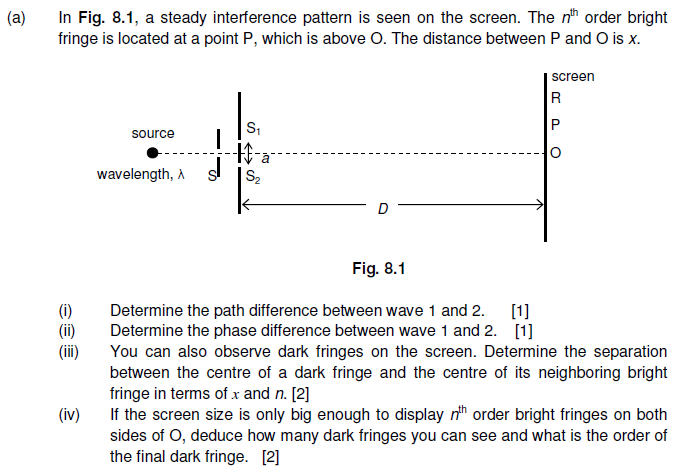 (a) In Fig. 8.1, a steady interference pattern is seen on the screen. The nth order bright
fringe is located at a point P, which is above O. The distance between P and O is x.
screen
R
S1
P
source
a
O
wavelength, λ S S2
D
Fig. 8.1
(i) Determine the path difference between wave 1 and 2. [1]
(ii) Determine the phase difference between wave 1 and 2. [1]
(iii) You can also observe dark fringes on the screen. Determine the separation
between the centre of a dark fringe and the centre of its neighboring bright
fringe in terms of x and n. [2]
(iv) If the screen size is only big enough to display nth order bright fringes on both
sides of O, deduce how many dark fringes you can see and what is the order of
the final dark fringe. [2]